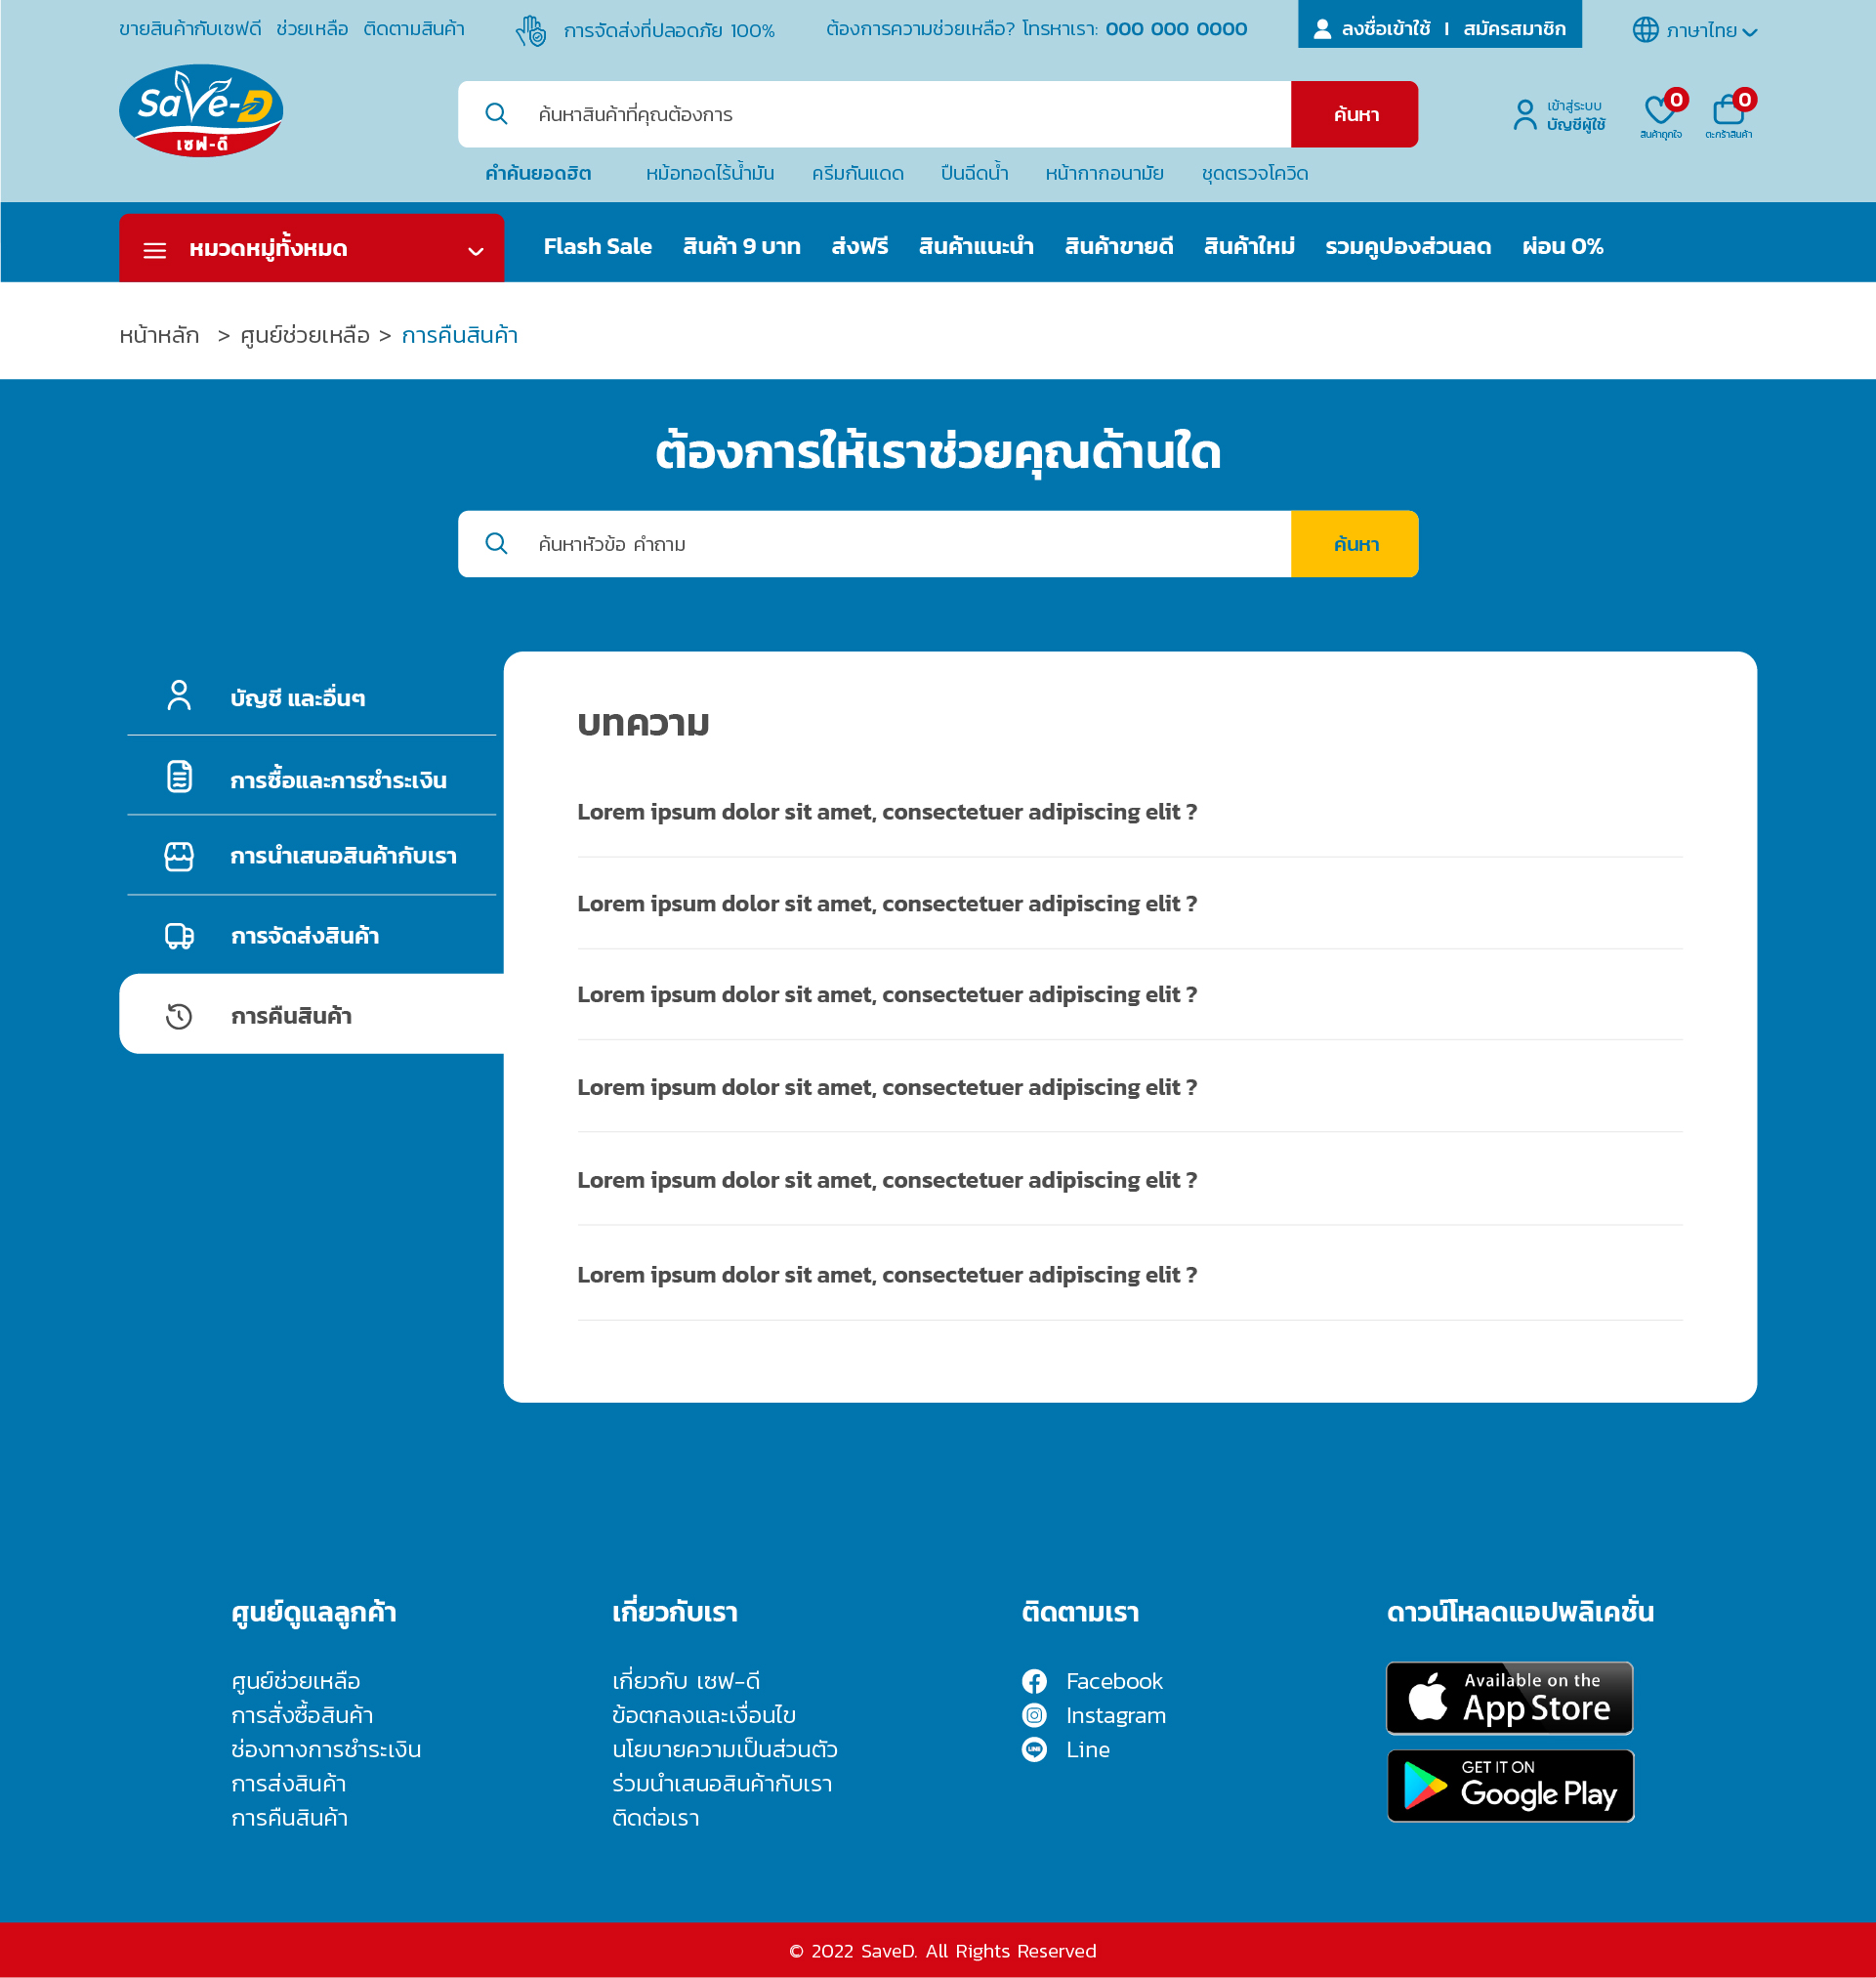 ขายสินค้ากับเซฟดี ช่วยเหลือ ติดตามสินค้า การจัดส่งที่ปลอดภัย 100% ต้องการความช่วยเหลือ? โทรหาเรา: 000 000 0000 ลงชื่อเข้าใช้ | สมัครสมาชิก ภาษาไทย
Save-D
เซฟ-ดี
ค้นหาสินค้าที่คุณต้องการ ค้นหา
เข้าสู่ระบบ
บัญชีผู้ใช้
0 0
สินค้าถูกใจ ตะกร้าสินค้า
คำค้นยอดฮิต หม้อทอดไร้น้ำมัน ครีมกันแดด ปืนฉีดน้ำ หน้ากากอนามัย ชุดตรวจโควิด
หมวดหมู่ทั้งหมด Flash Sale สินค้า 9 บาท ส่งฟรี สินค้าแนะนำ สินค้าขายดี สินค้าใหม่ รวมคูปองส่วนลด ผ่อน 0%
หน้าหลัก > ศูนย์ช่วยเหลือ > การคืนสินค้า
ต้องการให้เราช่วยคุณด้านใด
ค้นหาหัวข้อ คำถาม ค้นหา
บัญชี และอื่นๆ
การซื้อและการชำระเงิน
การนำเสนอสินค้ากับเรา
การจัดส่งสินค้า
การคืนสินค้า
บทความ
Lorem ipsum dolor sit amet, consectetuer adipiscing elit ?
Lorem ipsum dolor sit amet, consectetuer adipiscing elit ?
Lorem ipsum dolor sit amet, consectetuer adipiscing elit ?
Lorem ipsum dolor sit amet, consectetuer adipiscing elit ?
Lorem ipsum dolor sit amet, consectetuer adipiscing elit ?
Lorem ipsum dolor sit amet, consectetuer adipiscing elit ?
ศูนย์ดูแลลูกค้า
ศูนย์ช่วยเหลือ
การสั่งซื้อสินค้า
ช่องทางการชำระเงิน
การส่งสินค้า
การคืนสินค้า
เกี่ยวกับเรา
เกี่ยวกับ เซฟ-ดี
ข้อตกลงและเงื่อนไข
นโยบายความเป็นส่วนตัว
ร่วมนำเสนอสินค้ากับเรา
ติดต่อเรา
ติดตามเรา
Facebook
Instagram
LINE Line
ดาวน์โหลดแอปพลิเคชั่น
Available on the
App Store
GET IT ON
Google Play
© 2022 SaveD. All Rights Reserved